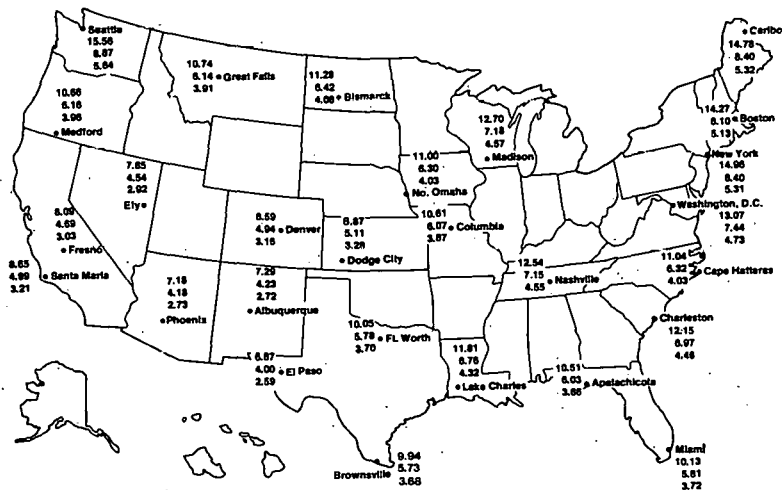 Seattle
15.56
8.87
5.64
Caribo
14.78
8.40
5.32
10.74
6.14 Great Falls
3.91
11.28
6.42
4.08 Bismarck
10.66
6.16
3.96
Medford
14.27
8.10 Boston
5.13
12.70
7.18
4.57
Madison
New York
14.96
8.40
5.31
11.00
6.30
4.03
No. Omaha
7.65
4.54
2.92
Ely
Washington, D.C.
13.07
7.44
4.73
8.59
4.94 Denver
3.16
8.87
5.11
3.28
Dodge City
10.61
6.07 Columbia
3.87
8.09
4.69
3.03
Fresno
8.65
4.99 Santa Maria
3.21
11.04
6.32 Cape Hatteras
4.03
12.54
7.15 Nashville
4.55
7.18
4.18
2.73
Phoenix
7.29
4.23
2.72
Albuquerque
Charleston
12.15
6.97
4.46
10.05
5.78 Ft. Worth
3.70
11.81
6.76
4.32
Lake Charles
6.87
4.00 El Paso
2.59
10.51
6.03 Apalachicola
3.86
9.94
5.73
Brownsville 3.68
Miami
10.13
5.81
3.72